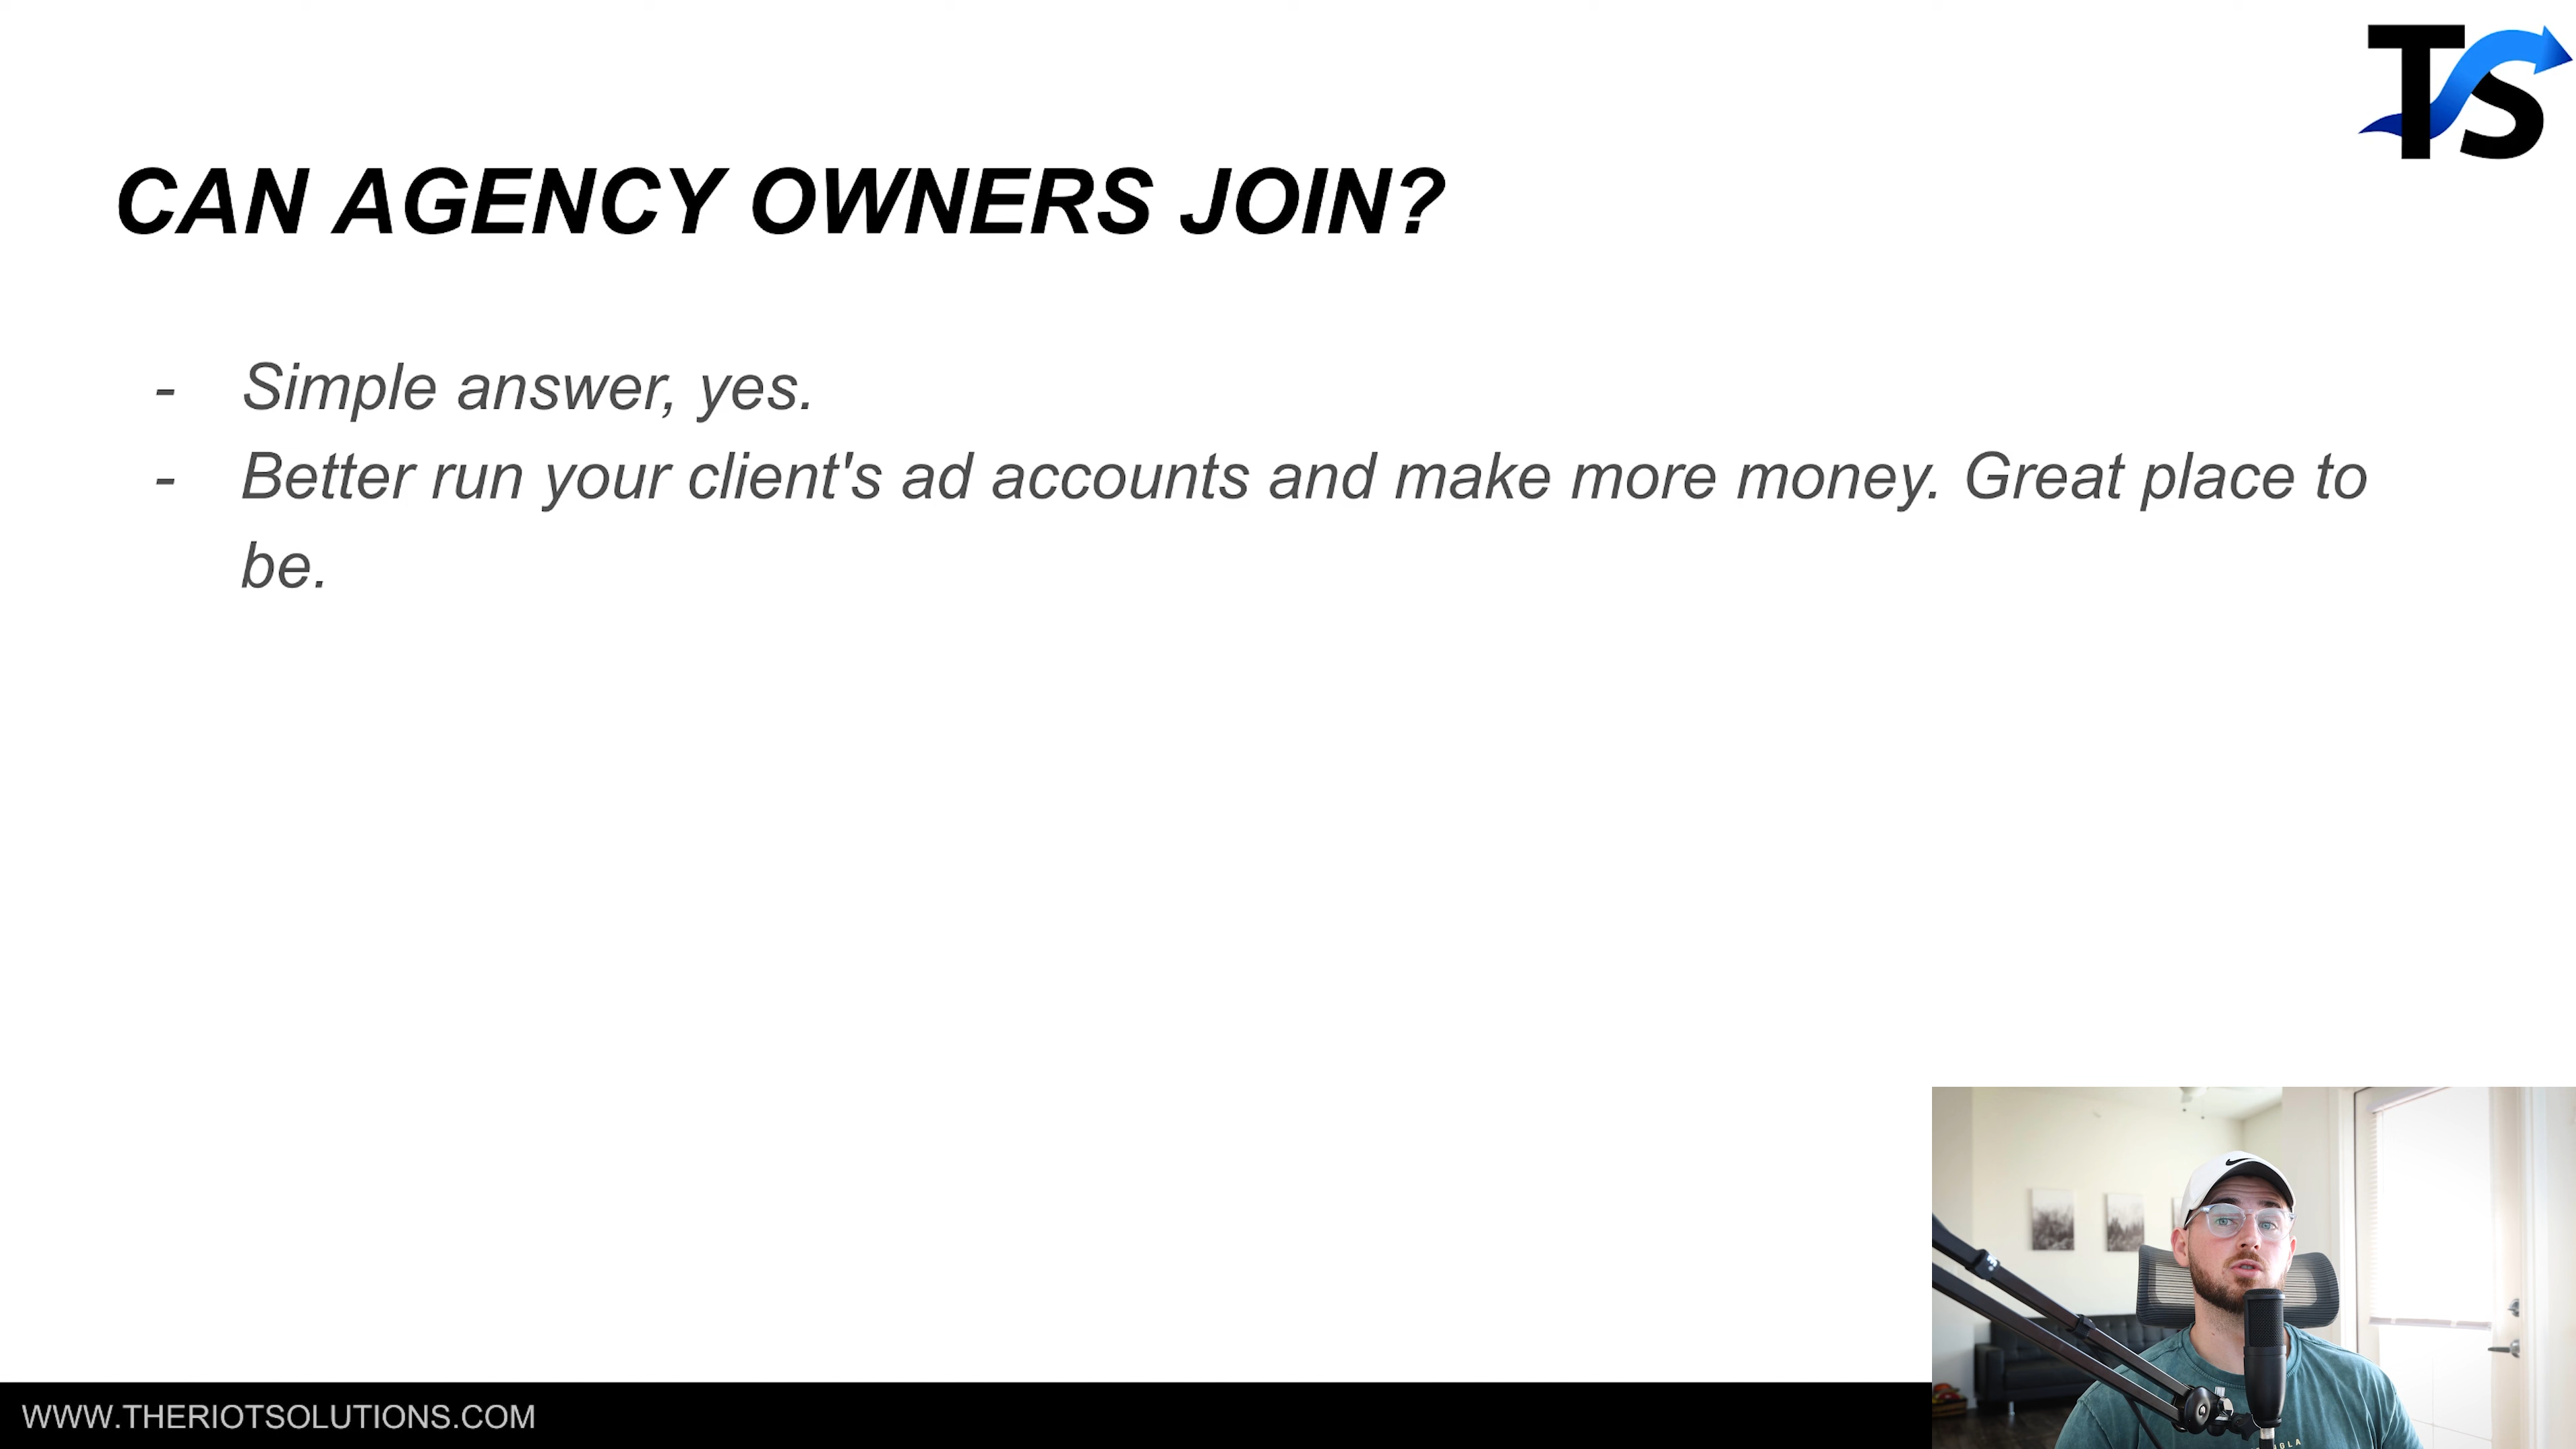 TS
CAN AGENCY OWNERS JOIN?
- Simple answer, yes.
- Better run your client's ad accounts and make more money. Great place to
be.
WWW.THERIOTSOLUTIONS.COM